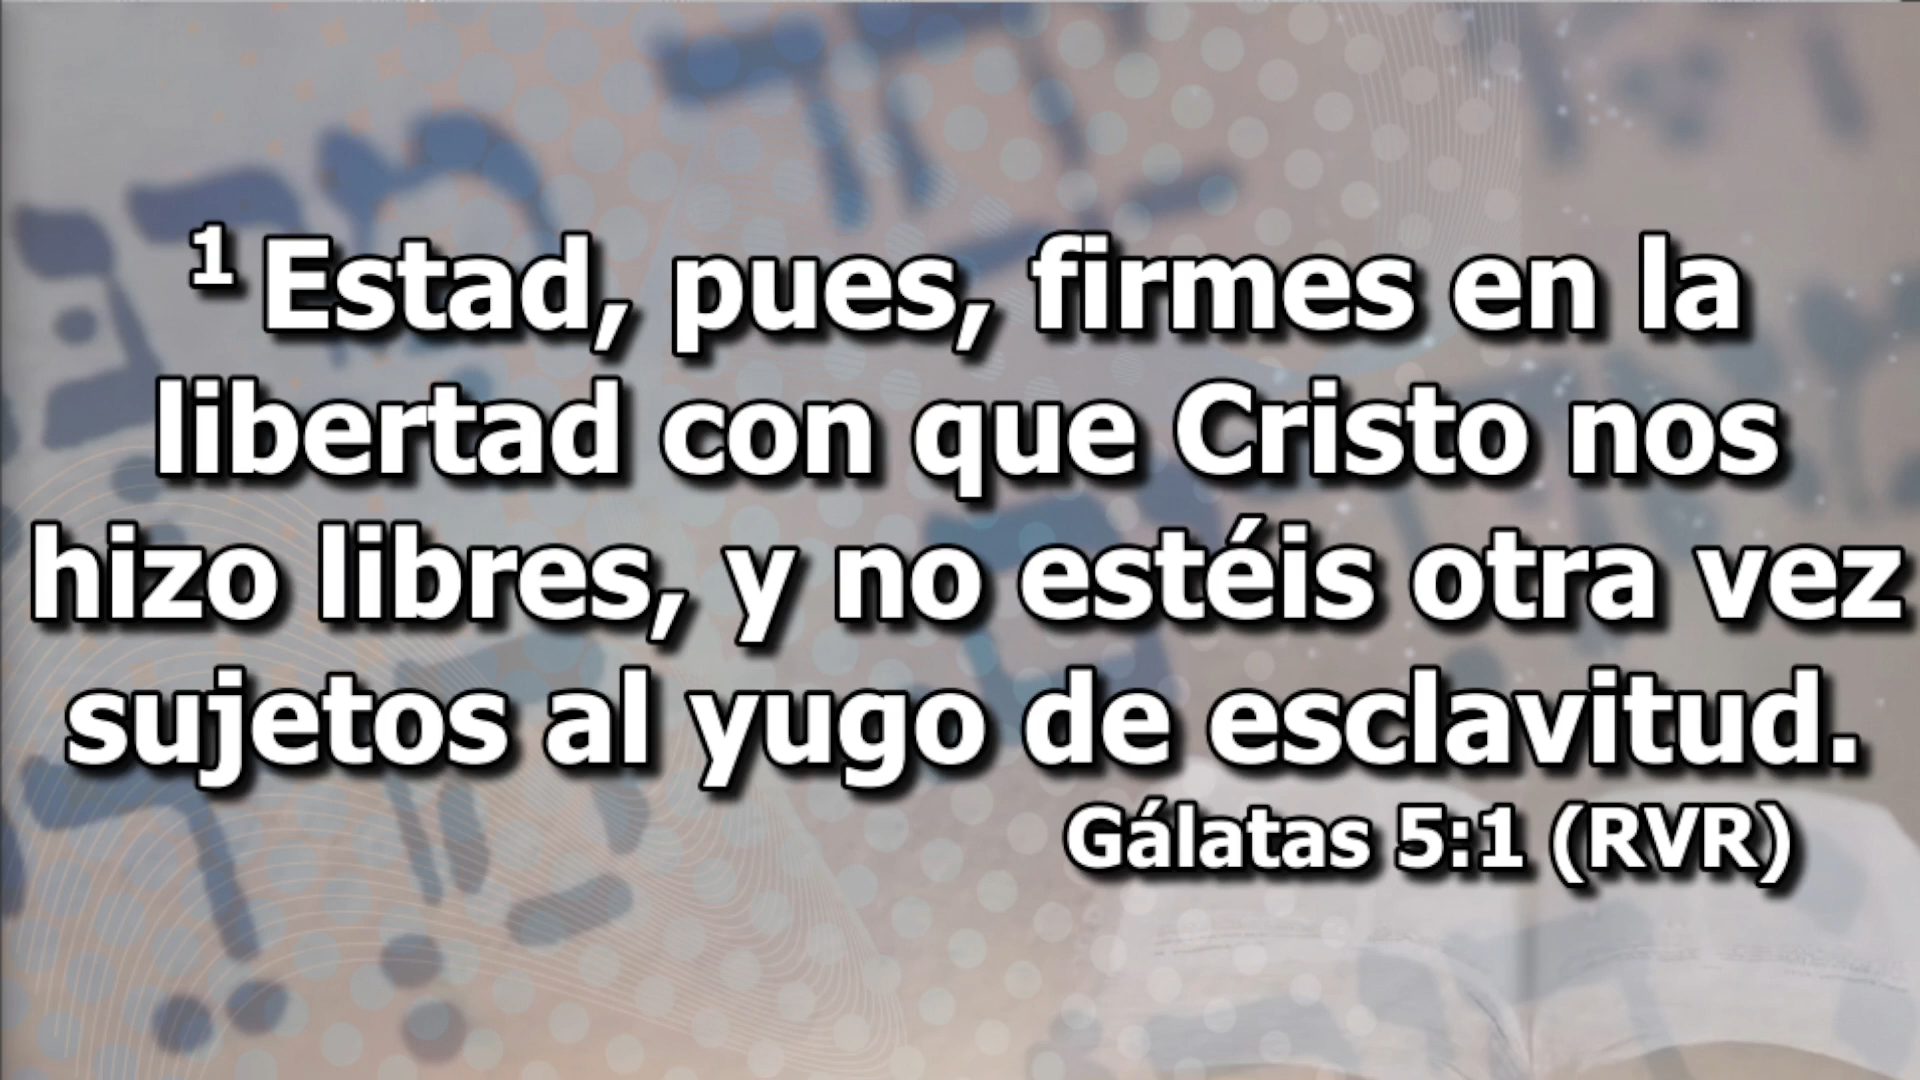 1 Estad, pues, firmes en la
libertad con que Cristo nos
hizo libres, y no estéis otra vez
sujetos al yugo de esclavitud.
Gálatas 5:1 (RVR)